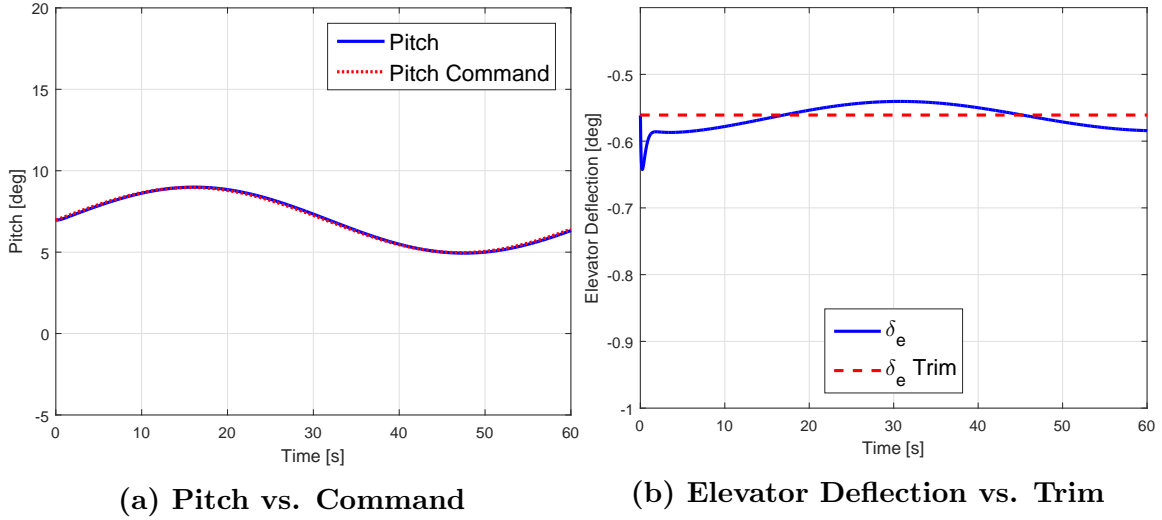 20
15
10
5
0
-5
Pitch [deg]
0 10 20 30 40 50 60
Time [s]
Pitch
Pitch Command
(a) Pitch vs. Command
-0.5
-0.6
-0.7
-0.8
-0.9
-1
Elevator Deflection [deg]
0 10 20 30 40 50 60
Time [s]
δe
δe Trim
(b) Elevator Deflection vs. Trim